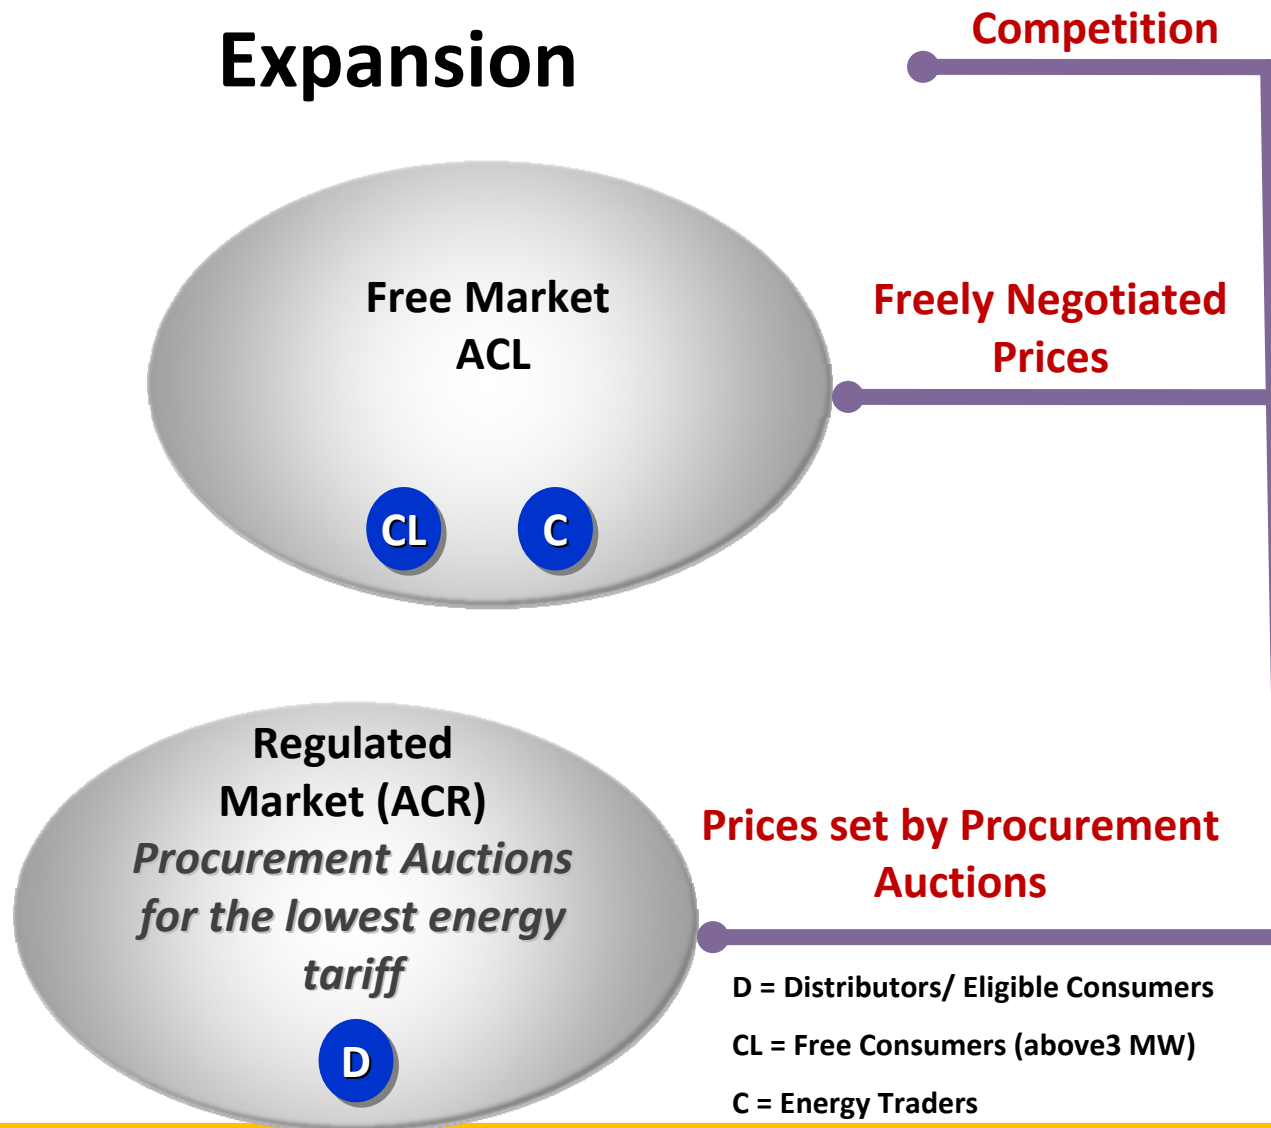 Expansion
Competition
Free Market
ACL
Freely Negotiated
Prices
CL
C
Regulated
Market (ACR)
Procurement Auctions
for the lowest energy
tariff
D
Prices set by Procurement
Auctions
D = Distributors/ Eligible Consumers
CL = Free Consumers (above3 MW)
C = Energy Traders